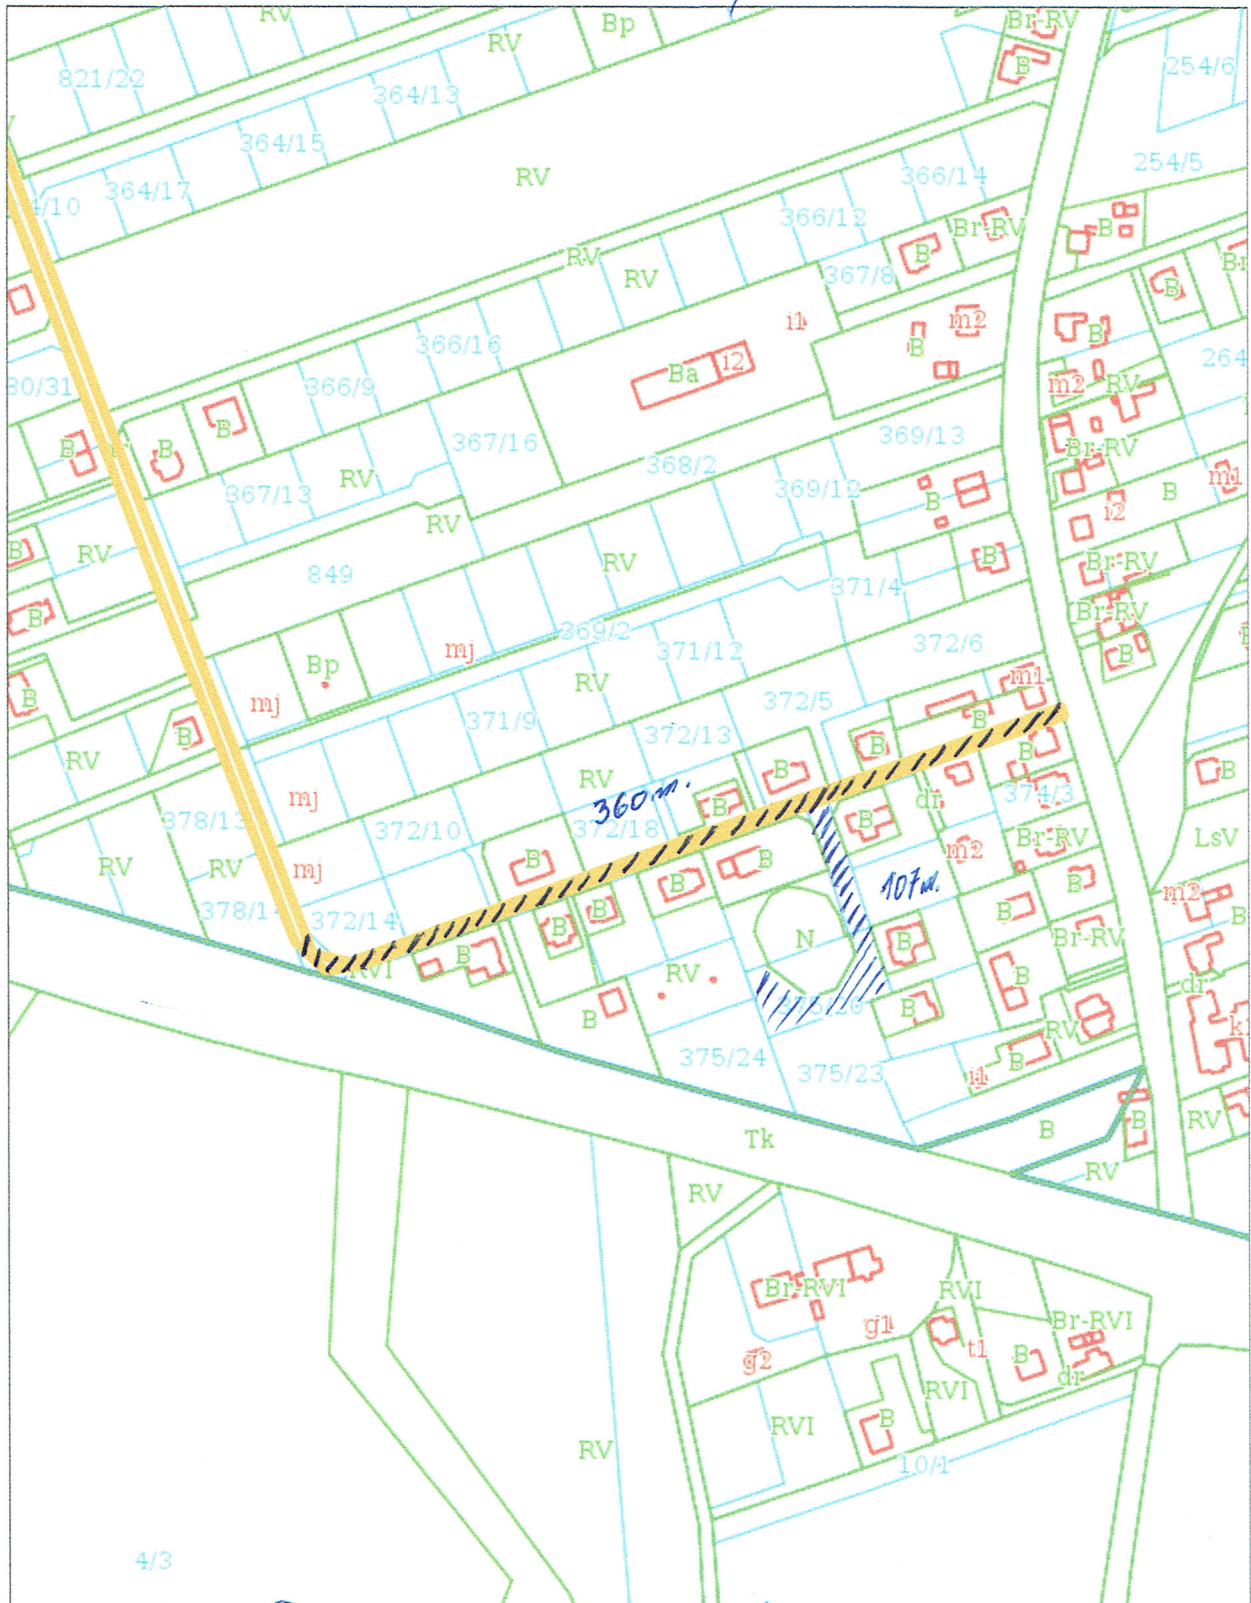 RV
Bp
Br-RV
RV
B
821/22
364/13
254/6
364/15
254/5
364/17
RV
366/14
4/10
366/12
Br-RV
B
RV
B
RV
367/8
B
Br
i1
m2
366/16
B
B
Ba
i2
264
30/31
366/9
m2
RV
B
369/13
B
B
367/16
Br-RV
368/2
RV
m1
367/13
369/12
B
B
i2
RV
B
RV
RV
B
Br-RV
849
371/4
B
Br-RV
369/2
372/6
mj
371/12
B
Bp
RV
m1
B
mj
372/5
371/9
B
B
372/13
B
B
RV
B
RV
B
mj
360 m.
B
dr
374/3
378/13
372/10
372/18
B
Br-RV
LsV
m2
RV
RV
mj
B
B
B
107 m.
B
m2
378/14
372/14
B
B
B
B
N
B
Br-RV
B
RVI
RV
B
dr
375/20
B
k
B
RV
375/24
375/23
B
i1
B
B
RV
Tk
RV
RV
Br-RVI
RVI
g1
Br-RVI
t1
g2
B
dr
RVI
B
RVI
RV
10/1
4/3